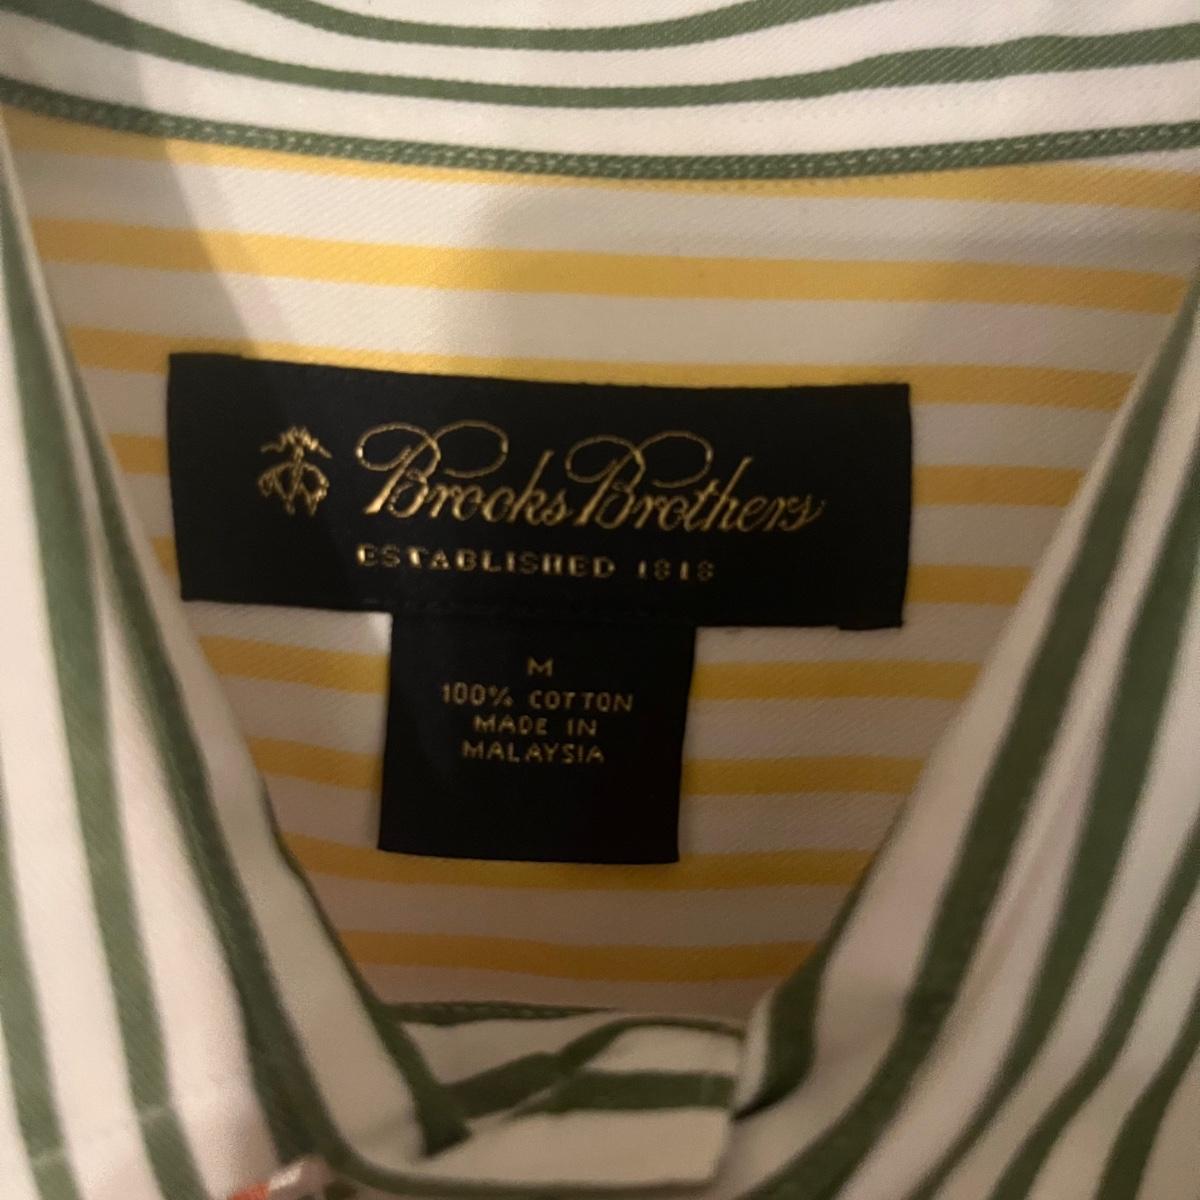 Brooks Brothers
ESTABLISHED 1818
M
100% COTTON
MADE IN
MALAYSIA